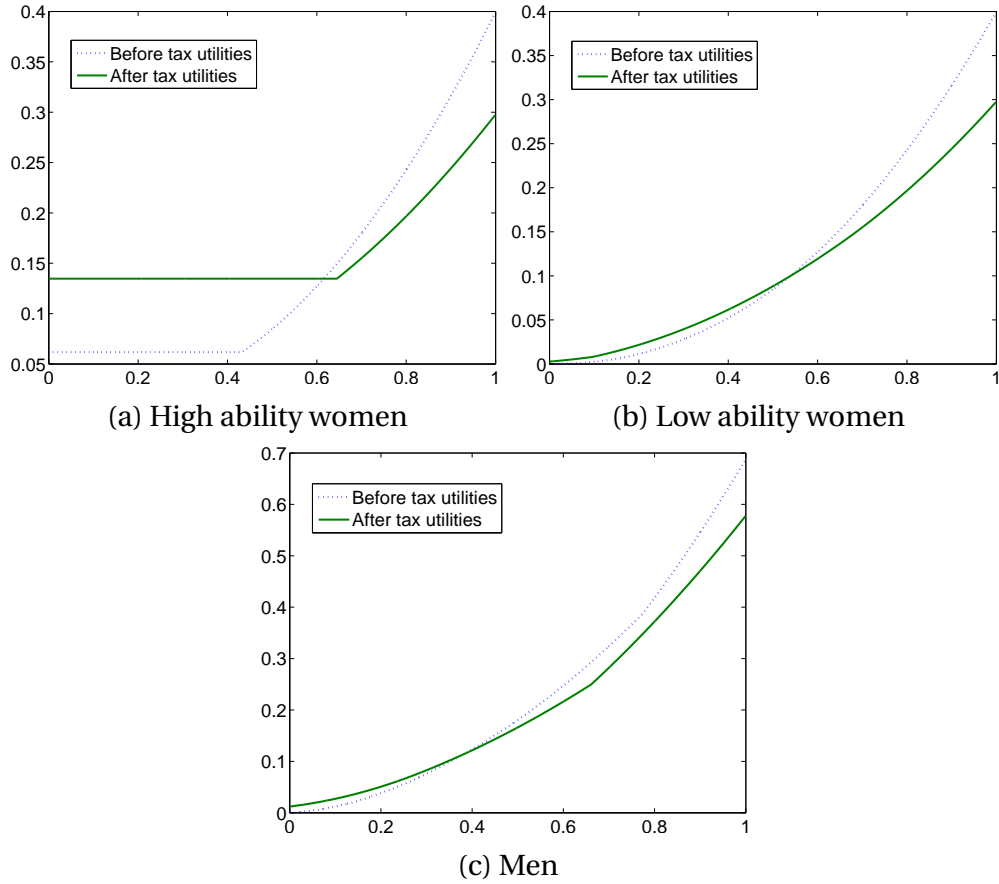 0.4
0.35
0.3
0.25
0.2
0.15
0.1
0.05
0 0.2 0.4 0.6 0.8 1
Before tax utilities
After tax utilities
(a) High ability women
0.4
0.35
0.3
0.25
0.2
0.15
0.1
0.05
0
0 0.2 0.4 0.6 0.8 1
Before tax utilities
After tax utilities
(b) Low ability women
0.7
0.6
0.5
0.4
0.3
0.2
0.1
0
0 0.2 0.4 0.6 0.8 1
Before tax utilities
After tax utilities
(c) Men